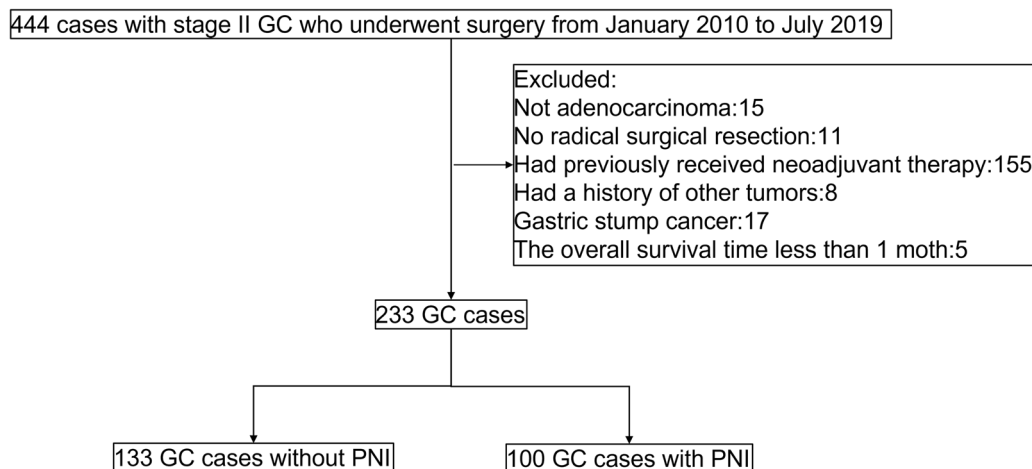 444 cases with stage II GC who underwent surgery from January 2010 to July 2019
Excluded:
Not adenocarcinoma:15
No radical surgical resection:11
Had previously received neoadjuvant therapy:155
Had a history of other tumors:8
Gastric stump cancer:17
The overall survival time less than 1 moth:5
233 GC cases
133 GC cases without PNI
100 GC cases with PNI